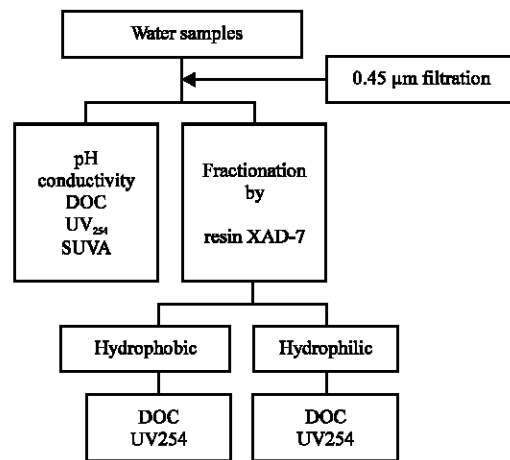 Water samples
0.45 µm filtration
pH
conductivity
DOC
UV₂₅₄
SUVA
Fractionation
by
resin XAD-7
Hydrophobic
Hydrophilic
DOC
UV254
DOC
UV254